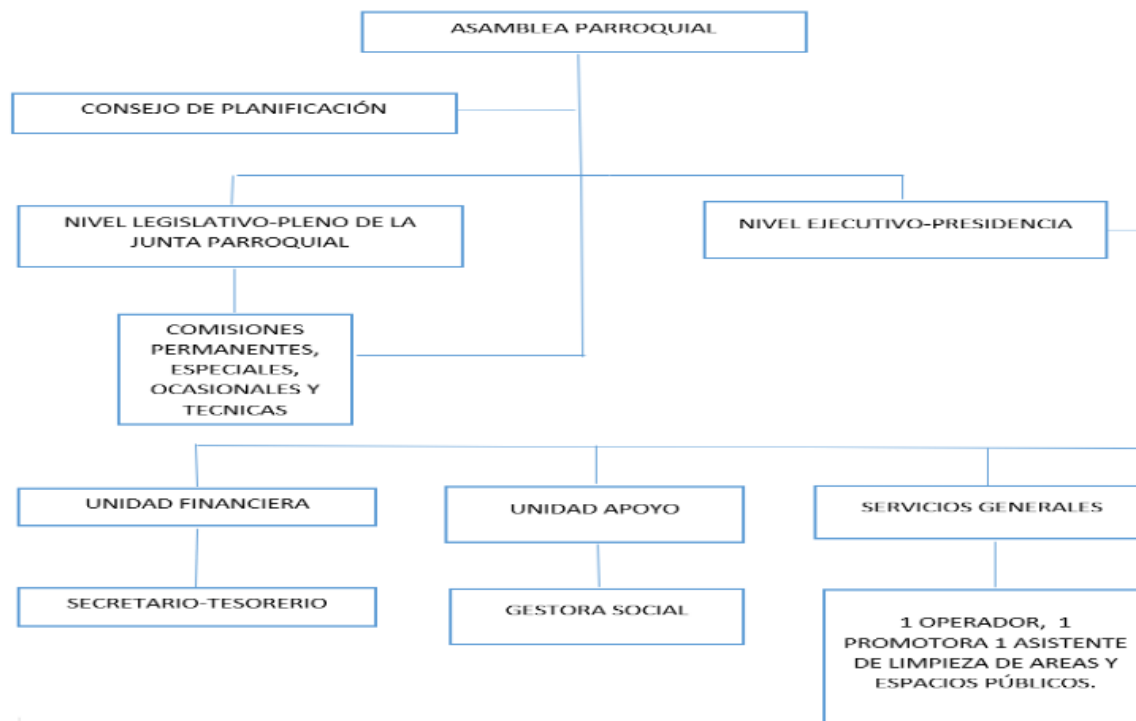 ASAMBLEA PARROQUIAL
CONSEJO DE PLANIFICACIÓN
NIVEL LEGISLATIVO-PLENO DE LA
JUNTA PARROQUIAL
NIVEL EJECUTIVO-PRESIDENCIA
COMISIONES
PERMANENTES,
ESPECIALES,
OCASIONALES Y
TECNICAS
UNIDAD FINANCIERA
UNIDAD APOYO
SERVICIOS GENERALES
SECRETARIO-TESORERIO
GESTORA SOCIAL
1 OPERADOR, 1
PROMOTORA 1 ASISTENTE
DE LIMPIEZA DE AREAS Y
ESPACIOS PÚBLICOS.